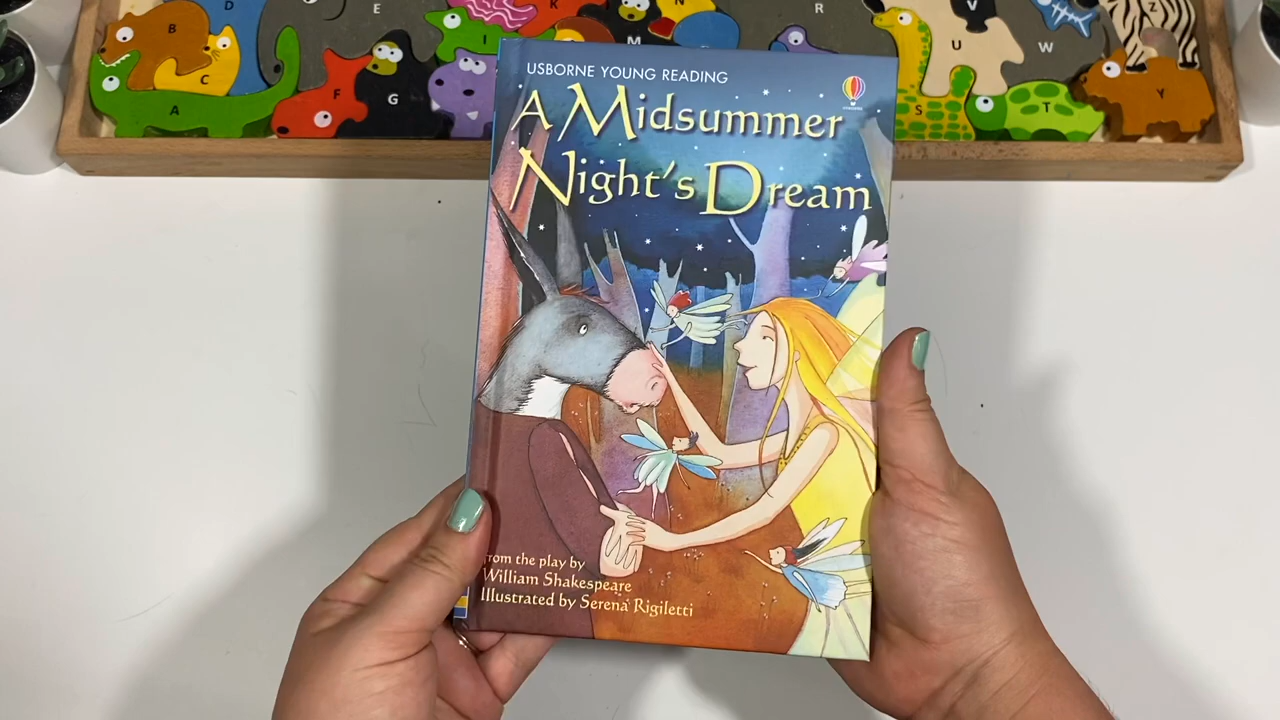 D
E
K
N
R
V
Z
B
I
M
U
W
C
A
F
G
S
T
Y
USBORNE YOUNG READING
A Midsummer
Night's Dream
from the play by
William Shakespeare
Illustrated by Serena Rigiletti